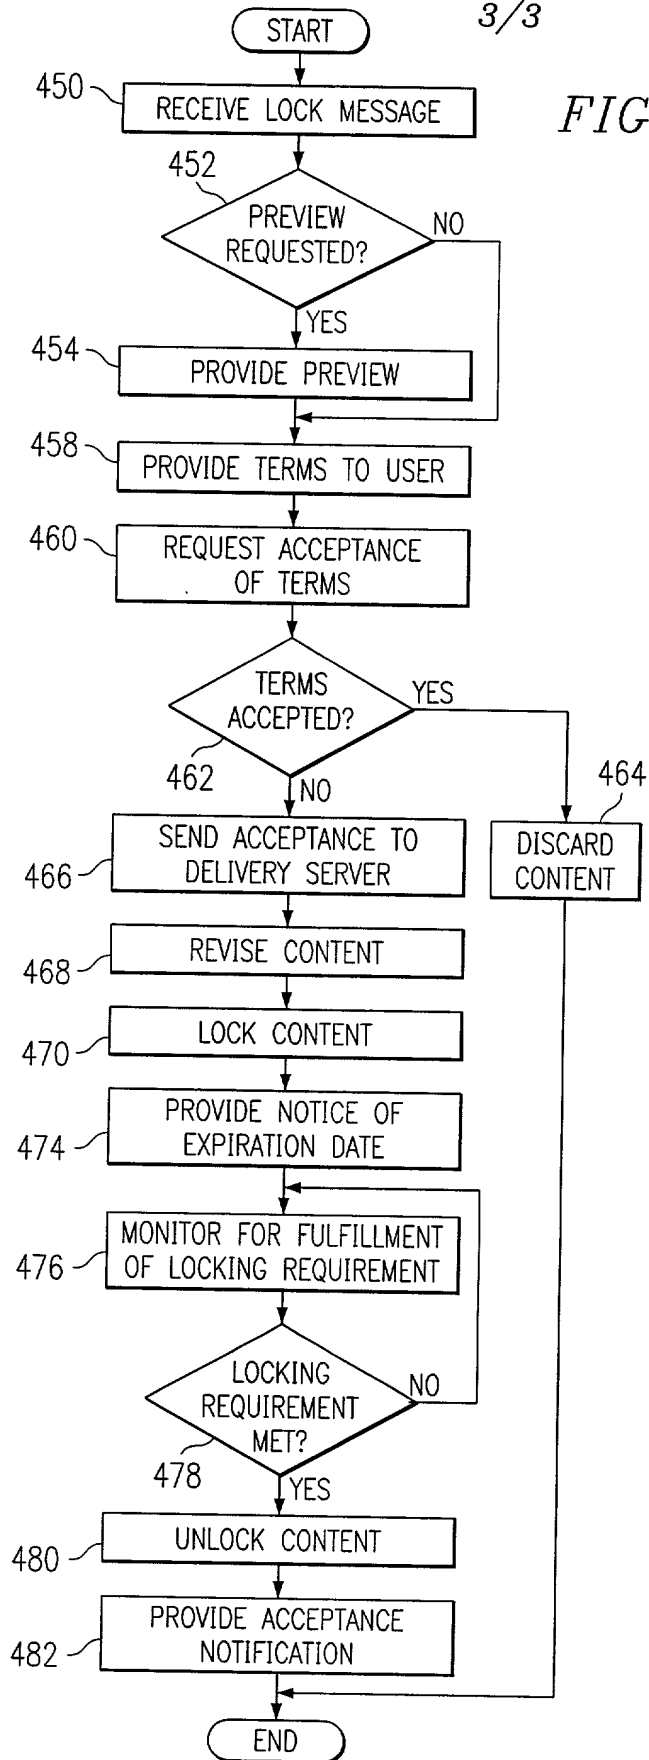 3/3
FIG
START
450
RECEIVE LOCK MESSAGE
452
PREVIEW
REQUESTED?
NO
YES
454
PROVIDE PREVIEW
458
PROVIDE TERMS TO USER
460
REQUEST ACCEPTANCE
OF TERMS
TERMS
ACCEPTED?
YES
462
NO
464
DISCARD
CONTENT
466
SEND ACCEPTANCE TO
DELIVERY SERVER
468
REVISE CONTENT
470
LOCK CONTENT
474
PROVIDE NOTICE OF
EXPIRATION DATE
476
MONITOR FOR FULFILLMENT
OF LOCKING REQUIREMENT
LOCKING
REQUIREMENT
MET?
NO
478
YES
480
UNLOCK CONTENT
482
PROVIDE ACCEPTANCE
NOTIFICATION
END